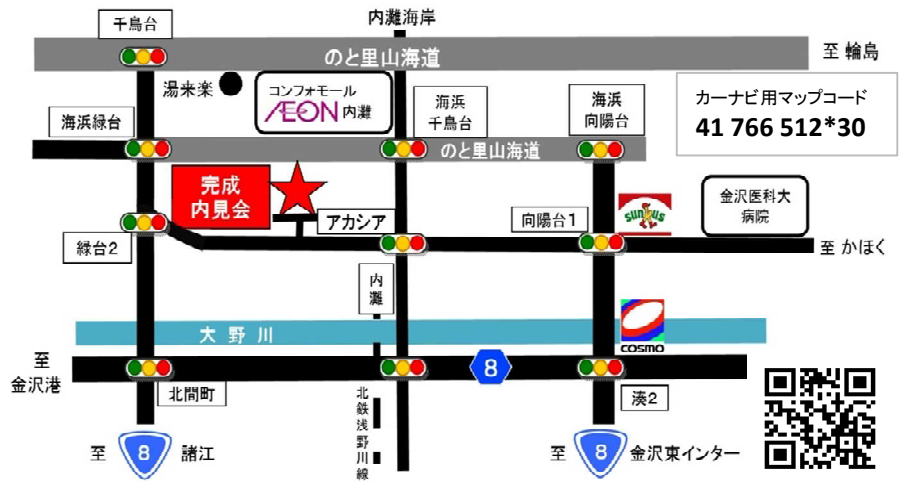 千鳥台
内灘海岸
のと里山海道
至 輪島
湯来楽
コンフォモール
ÆON 内灘
海浜
千鳥台
海浜
向陽台
カーナビ用マップコード
41 766 512*30
海浜緑台
のと里山海道
完成
内見会
アカシア
向陽台1
sunkus
金沢医科大
病院
緑台2
至 かほく
内
灘
大野川
COSMO
至
金沢港
8
北間町
湊2
北
鉄
浅
野
川
線
至
8
諸江
至
8
金沢東インター